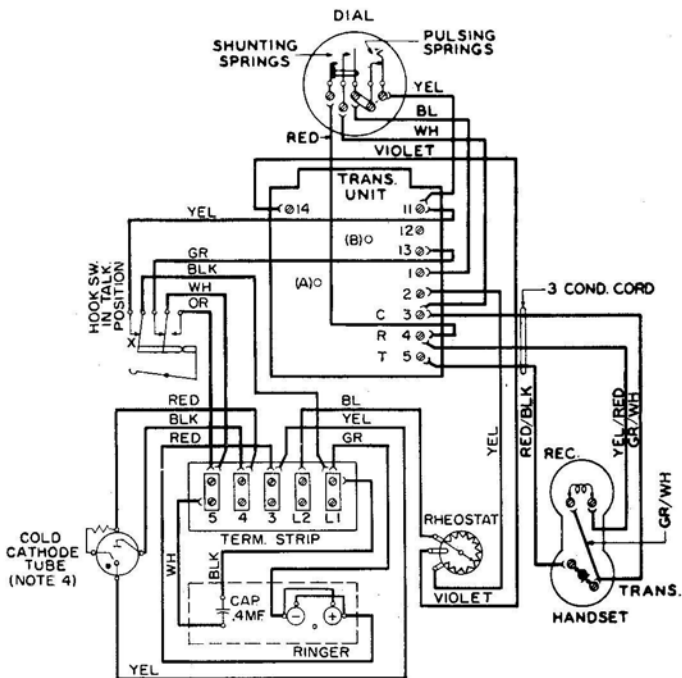 DIAL
SHUNTING SPRINGS
PULSING SPRINGS
YEL
BL
WH
RED
VIOLET
TRANS. UNIT
14
11
12
(B)
13
1
(A)
2
C 3
R 4
T 5
YEL
GR
BLK
WH
OR
HOOK SW. IN TALK. POSITION
X
3 COND. CORD
RED
BLK
RED
BL
YEL
GR
YEL
RED/BLK
YEL/RED
GR/WH
GR/WH
REC.
5 4 3 L2 L1
TERM. STRIP
RHEOSTAT
COLD CATHODE TUBE (NOTE 4)
WH
BLK
CAP .4MF.
- +
RINGER
VIOLET
TRANS.
HANDSET
YEL